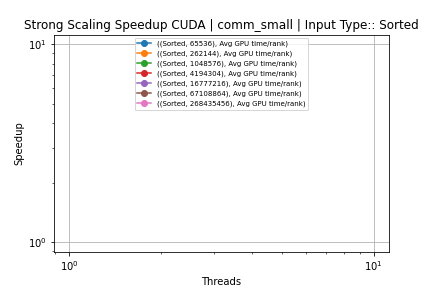 Strong Scaling Speedup CUDA | comm_small | Input Type:: Sorted
10¹
((Sorted, 65536), Avg GPU time/rank)
((Sorted, 262144), Avg GPU time/rank)
((Sorted, 1048576), Avg GPU time/rank)
((Sorted, 4194304), Avg GPU time/rank)
((Sorted, 16777216), Avg GPU time/rank)
((Sorted, 67108864), Avg GPU time/rank)
((Sorted, 268435456), Avg GPU time/rank)
Speedup
10⁰
10⁰
10¹
Threads